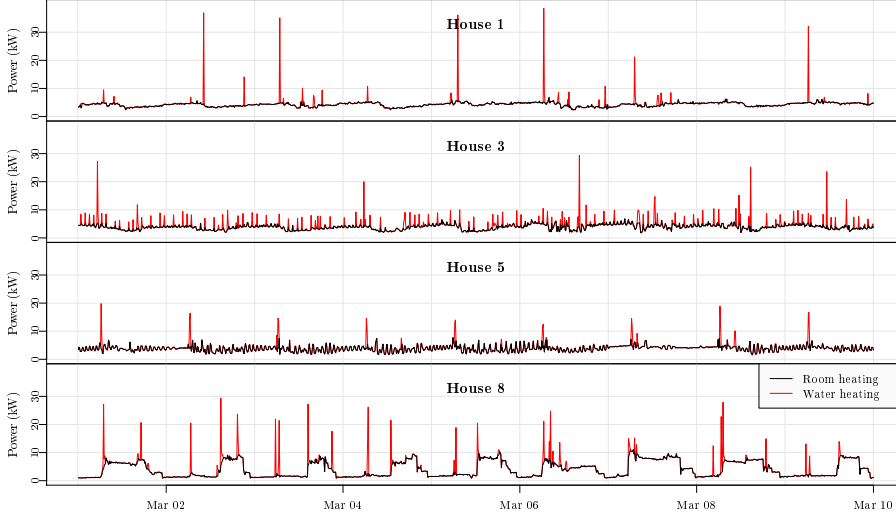 House 1
Power (kW)
30
20
10
0
House 3
Power (kW)
30
20
10
0
House 5
Power (kW)
30
20
10
0
House 8
Power (kW)
30
20
10
0
Room heating
Water heating
Mar 02
Mar 04
Mar 06
Mar 08
Mar 10